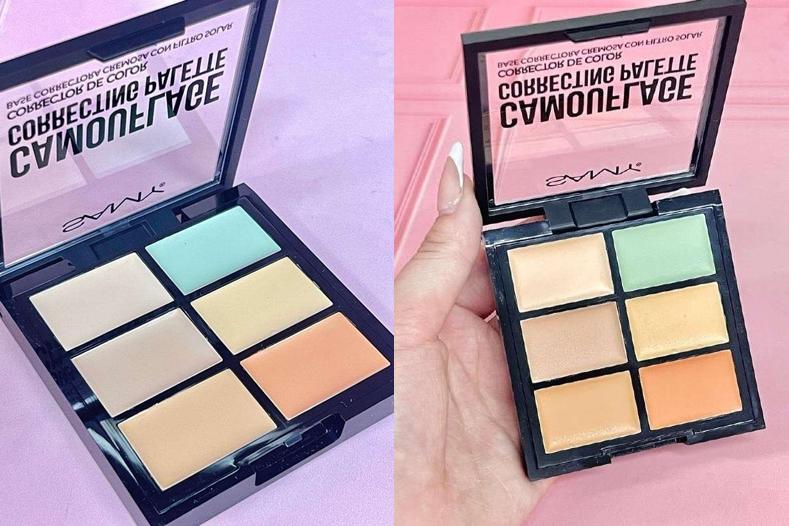 BASE CORRECTORA CREMOSA CON FILTRO SOLAR
CORRECTOR DE COLOR
CORRECTING PALETTE
CAMOUFLAGE
SAMY®
BASE CORRECTORA CREMOSA CON FILTRO SOLAR
CORRECTOR DE COLOR
CORRECTING PALETTE
CAMOUFLAGE
SAMY®